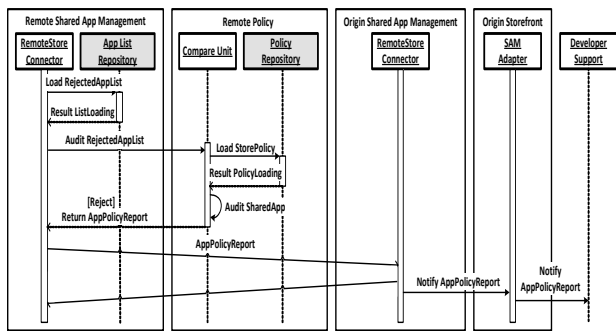 Remote Shared App Management
Remote Policy
Origin Shared App Management
Origin Storefront
RemoteStore
Connector
App List
Repository
Compare Unit
Policy
Repository
RemoteStore
Connector
SAM
Adapter
Developer
Support
Load RejectedAppList
Result ListLoading
Audit RejectedAppList
Load StorePolicy
Result PolicyLoading
Audit SharedApp
[Reject]
Return AppPolicyReport
AppPolicyReport
Notify AppPolicyReport
Notify
AppPolicyReport